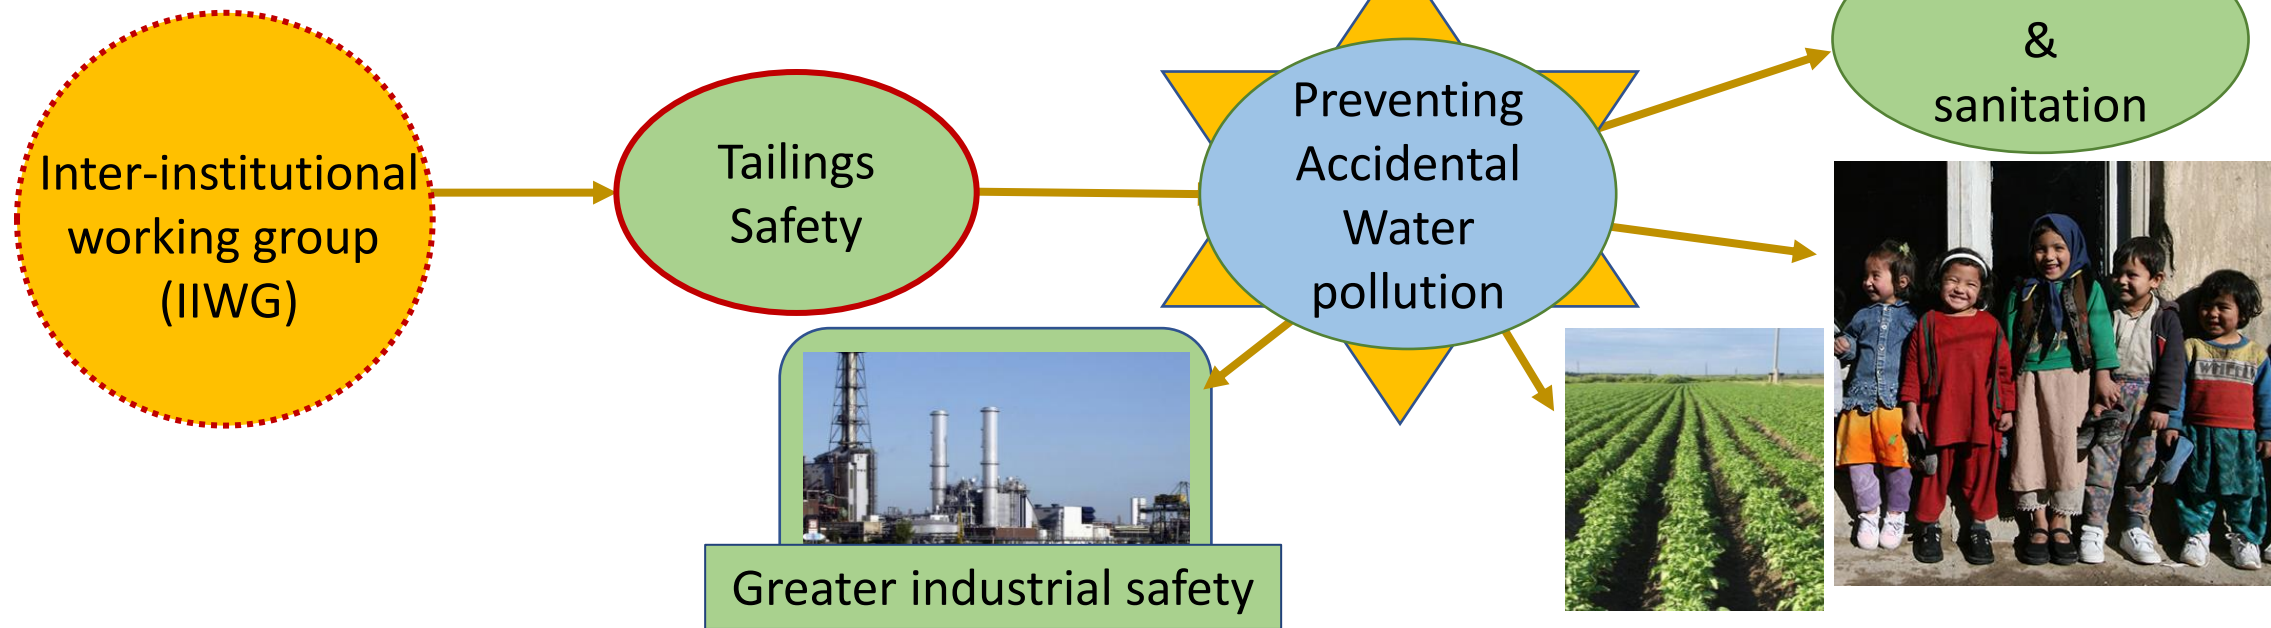 Inter-institutional
working group
(IIWG)
Tailings
Safety
Preventing
Accidental
Water
pollution
&
sanitation
Greater industrial safety